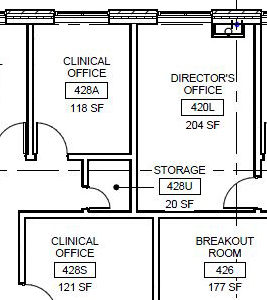 CLINICAL
OFFICE
428A
118 SF
DIRECTOR'S
OFFICE
420L
204 SF
STORAGE
428U
20 SF
CLINICAL
OFFICE
428S
121 SF
BREAKOUT
ROOM
426
177 SF